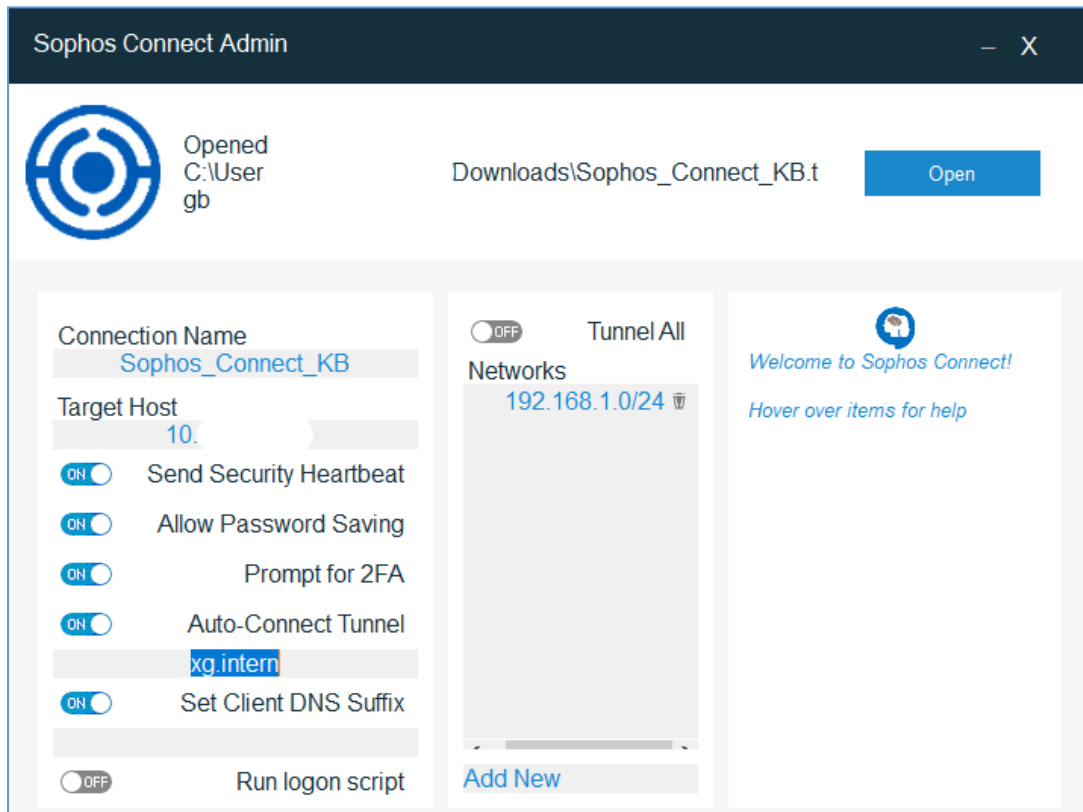 Sophos Connect Admin
– X
Opened
C:\User
gb
Downloads\Sophos_Connect_KB.t
Open
Connection Name
Sophos_Connect_KB
Target Host
10.
ON Send Security Heartbeat
ON Allow Password Saving
ON Prompt for 2FA
ON Auto-Connect Tunnel
xg.intern
ON Set Client DNS Suffix
OFF Run logon script
OFF Tunnel All
Networks
192.168.1.0/24
Add New
Welcome to Sophos Connect!
Hover over items for help